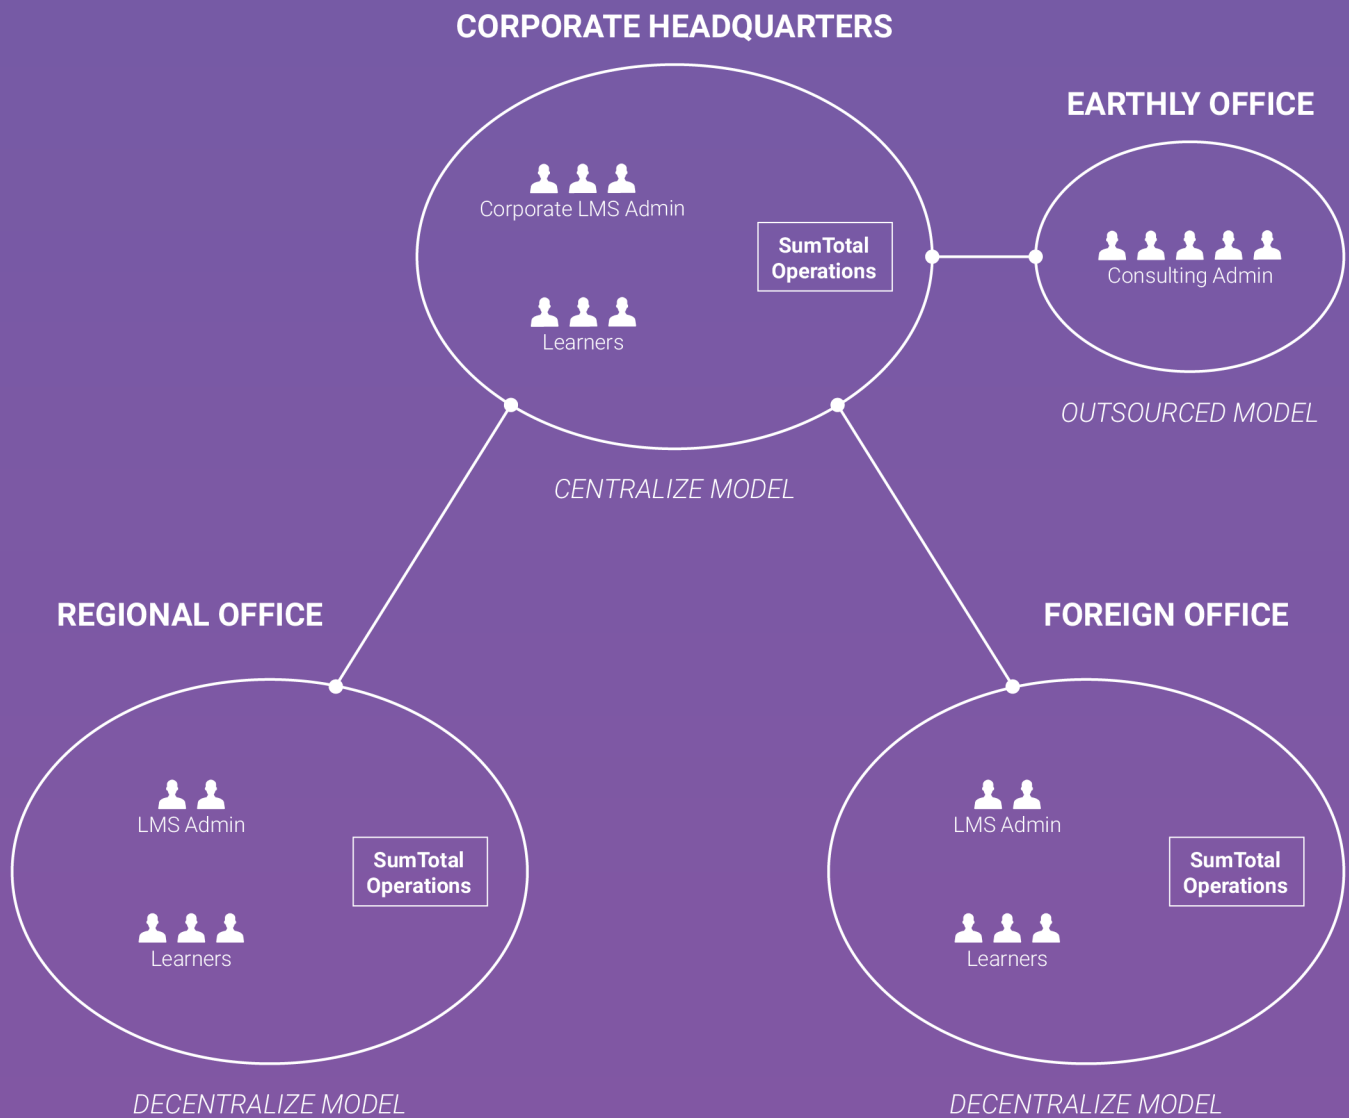 CORPORATE HEADQUARTERS
EARTHLY OFFICE
Corporate LMS Admin
SumTotal
Operations
Learners
Consulting Admin
OUTSOURCED MODEL
CENTRALIZE MODEL
REGIONAL OFFICE
FOREIGN OFFICE
LMS Admin
SumTotal
Operations
Learners
LMS Admin
SumTotal
Operations
Learners
DECENTRALIZE MODEL
DECENTRALIZE MODEL